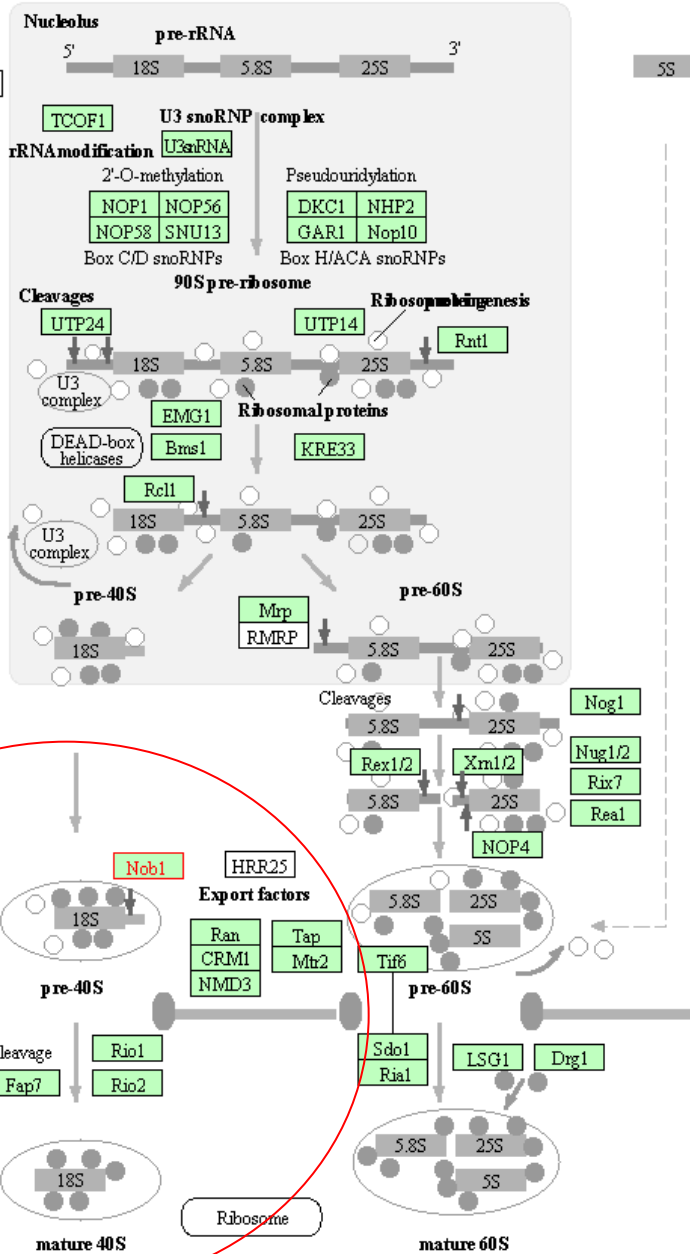 Nucleolus
pre-rRNA
5'
3'
18S
5.8S
25S
5S
TCOF1
U3 snoRNP complex
U3snRNA
rRNA modification
2'-O-methylation
Pseudouridylation
NOP1 NOP56
NOP58 SNU13
DKC1 NHP2
GAR1 Nop10
Box C/D snoRNPs
Box H/ACA snoRNPs
90S pre-ribosome
Cleavages
UTP24
UTP14
Rnt1
18S
5.8S
25S
U3
complex
Ribosomal proteins
EMG1
DEAD-box
helicases
Bms1
KRE33
Rcl1
18S
5.8S
25S
U3
complex
pre-40S
pre-60S
Mrp
RMRP
18S
5.8S
25S
Cleavages
Nog1
5.8S
25S
Rex1/2
Xrn1/2
Nug1/2
Rix7
5.8S
25S
Rea1
NOP4
Nob1
HRR25
Export factors
18S
5.8S
25S
5S
Ran
CRM1
NMD3
Tap
Mtr2
Tif6
pre-40S
pre-60S
leavage
Rio1
Fap7
Rio2
Sdo1
Ria1
LSG1
Drg1
18S
5.8S
25S
5S
Ribosome
mature 40S
mature 60S